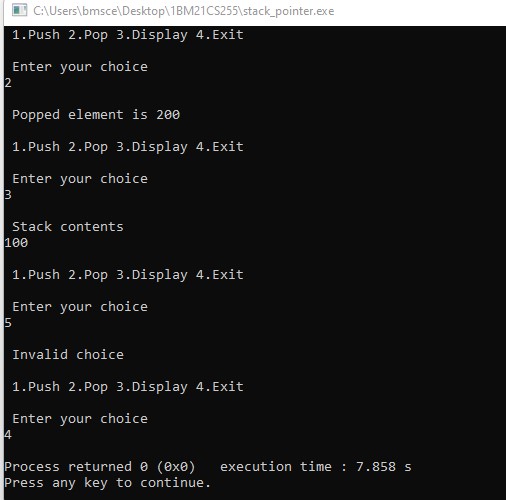 C:\Users\bmsce\Desktop\1BM21CS255\stack_pointer.exe
1.Push 2.Pop 3.Display 4.Exit
Enter your choice
2
Popped element is 200
1.Push 2.Pop 3.Display 4.Exit
Enter your choice
3
Stack contents
100
1.Push 2.Pop 3.Display 4.Exit
Enter your choice
5
Invalid choice
1.Push 2.Pop 3.Display 4.Exit
Enter your choice
4
Process returned 0 (0x0)   execution time : 7.858 s
Press any key to continue.